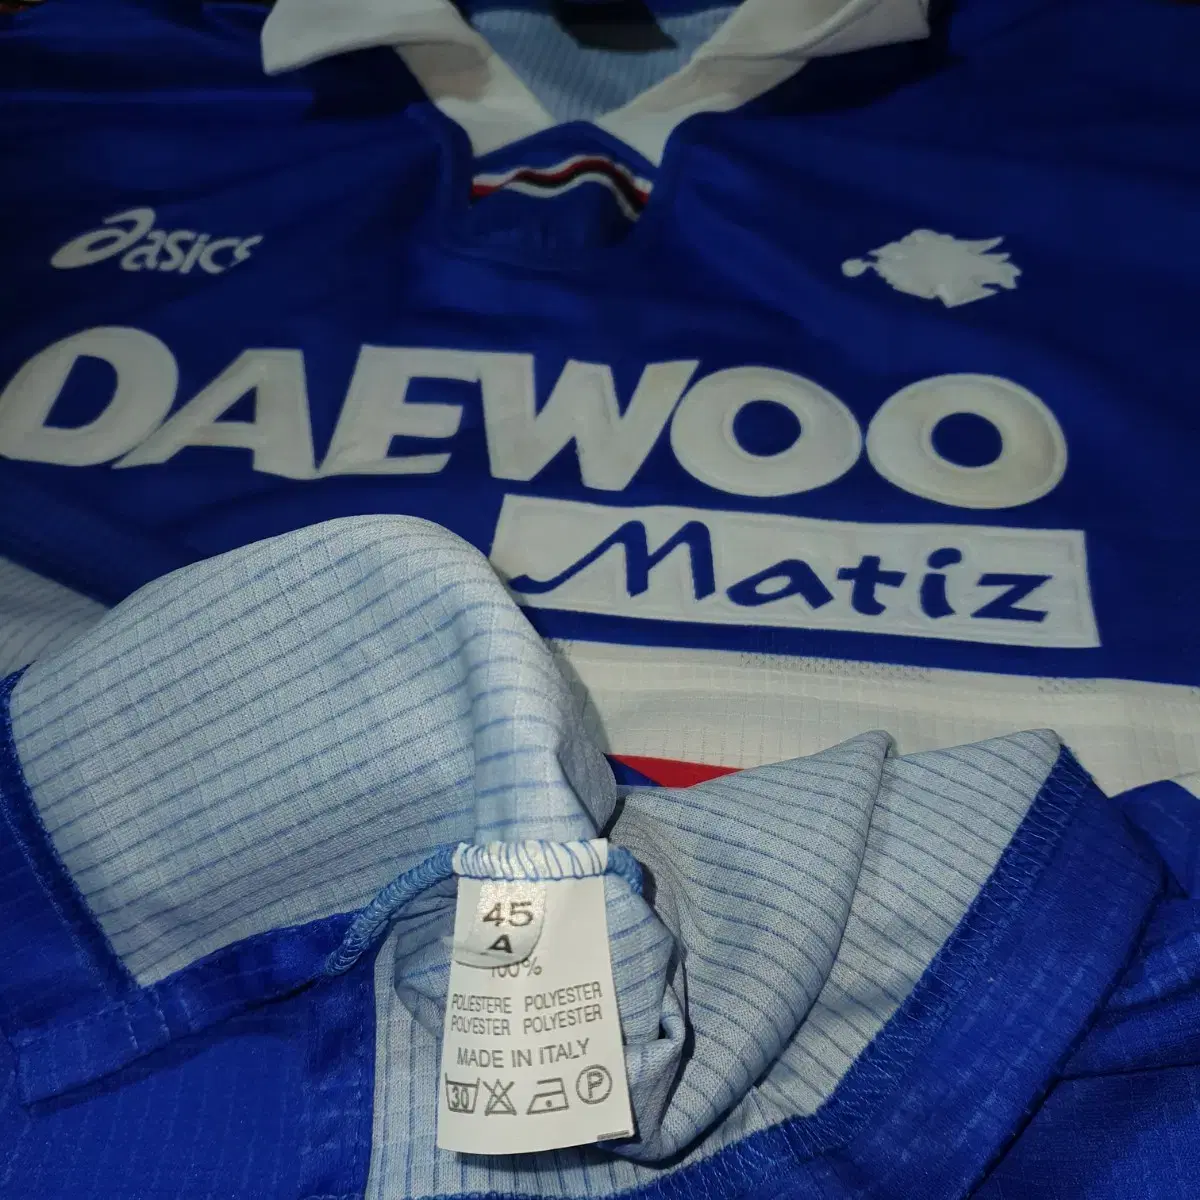 asics
DAEWOO
Matiz
45
A
100%
POLIESTERE POLYESTER
POLYESTER POLYESTER
MADE IN ITALY
30 P